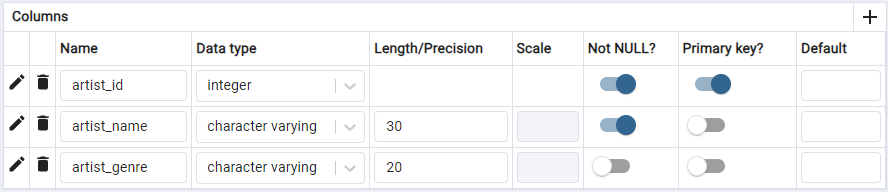 Columns
Name Data type Length/Precision Scale Not NULL? Primary key? Default
artist_id integer
artist_name character varying 30
artist_genre character varying 20